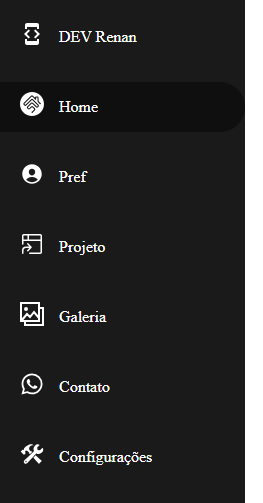 DEV Renan
Home
Pref
Projeto
Galeria
Contato
Configurações